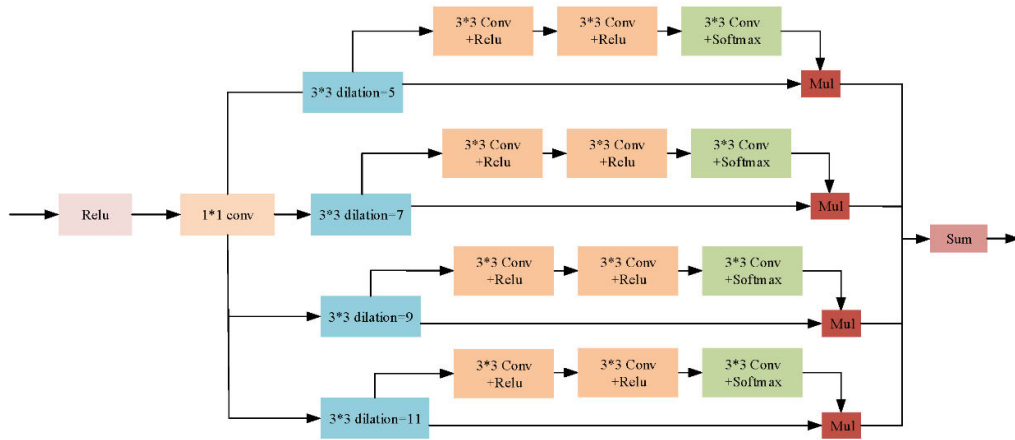 3*3 Conv
+Relu
3*3 Conv
+Relu
3*3 Conv
+Softmax
3*3 dilation=5
Mul
3*3 Conv
+Relu
3*3 Conv
+Relu
3*3 Conv
+Softmax
Relu
1*1 conv
3*3 dilation=7
Mul
Sum
3*3 Conv
+Relu
3*3 Conv
+Relu
3*3 Conv
+Softmax
3*3 dilation=9
Mul
3*3 Conv
+Relu
3*3 Conv
+Relu
3*3 Conv
+Softmax
3*3 dilation=11
Mul